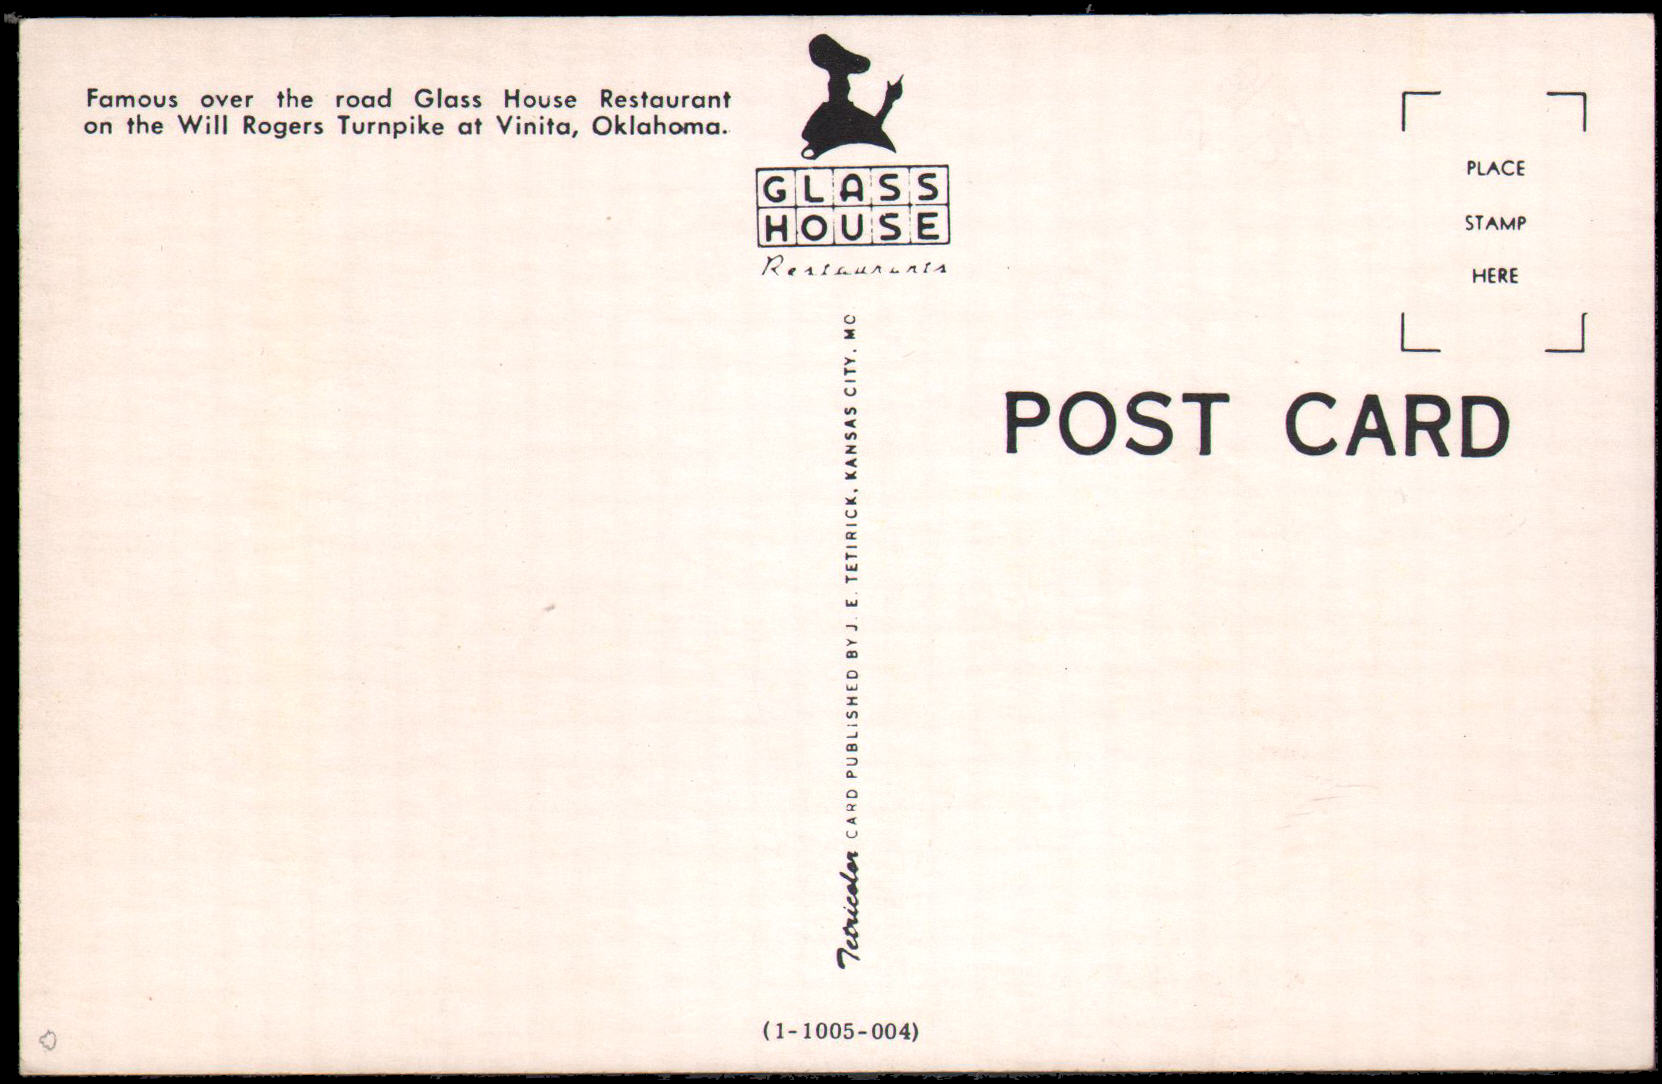 Famous over the road Glass House Restaurant
on the Will Rogers Turnpike at Vinita, Oklahoma.
GLASS
HOUSE
Restaurants
PLACE
STAMP
HERE
POST CARD
Tetricolor CARD PUBLISHED BY J. E. TETIRICK, KANSAS CITY, MO
(1-1005-004)